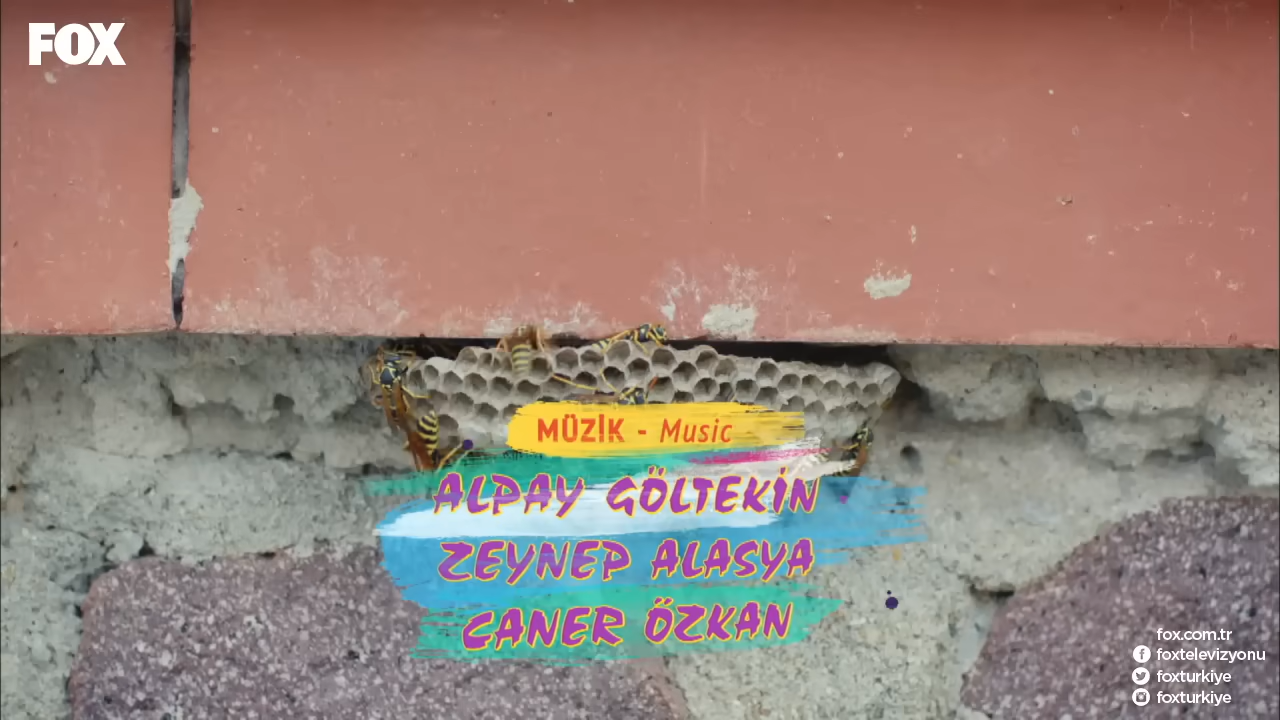 FOX
MÜZİK - Music
ALPAY GÖLTEKİN
ZEYNEP ALASYA
CANER ÖZKAN
fox.com.tr
foxtelevizyonu
foxturkiye
foxturkiye